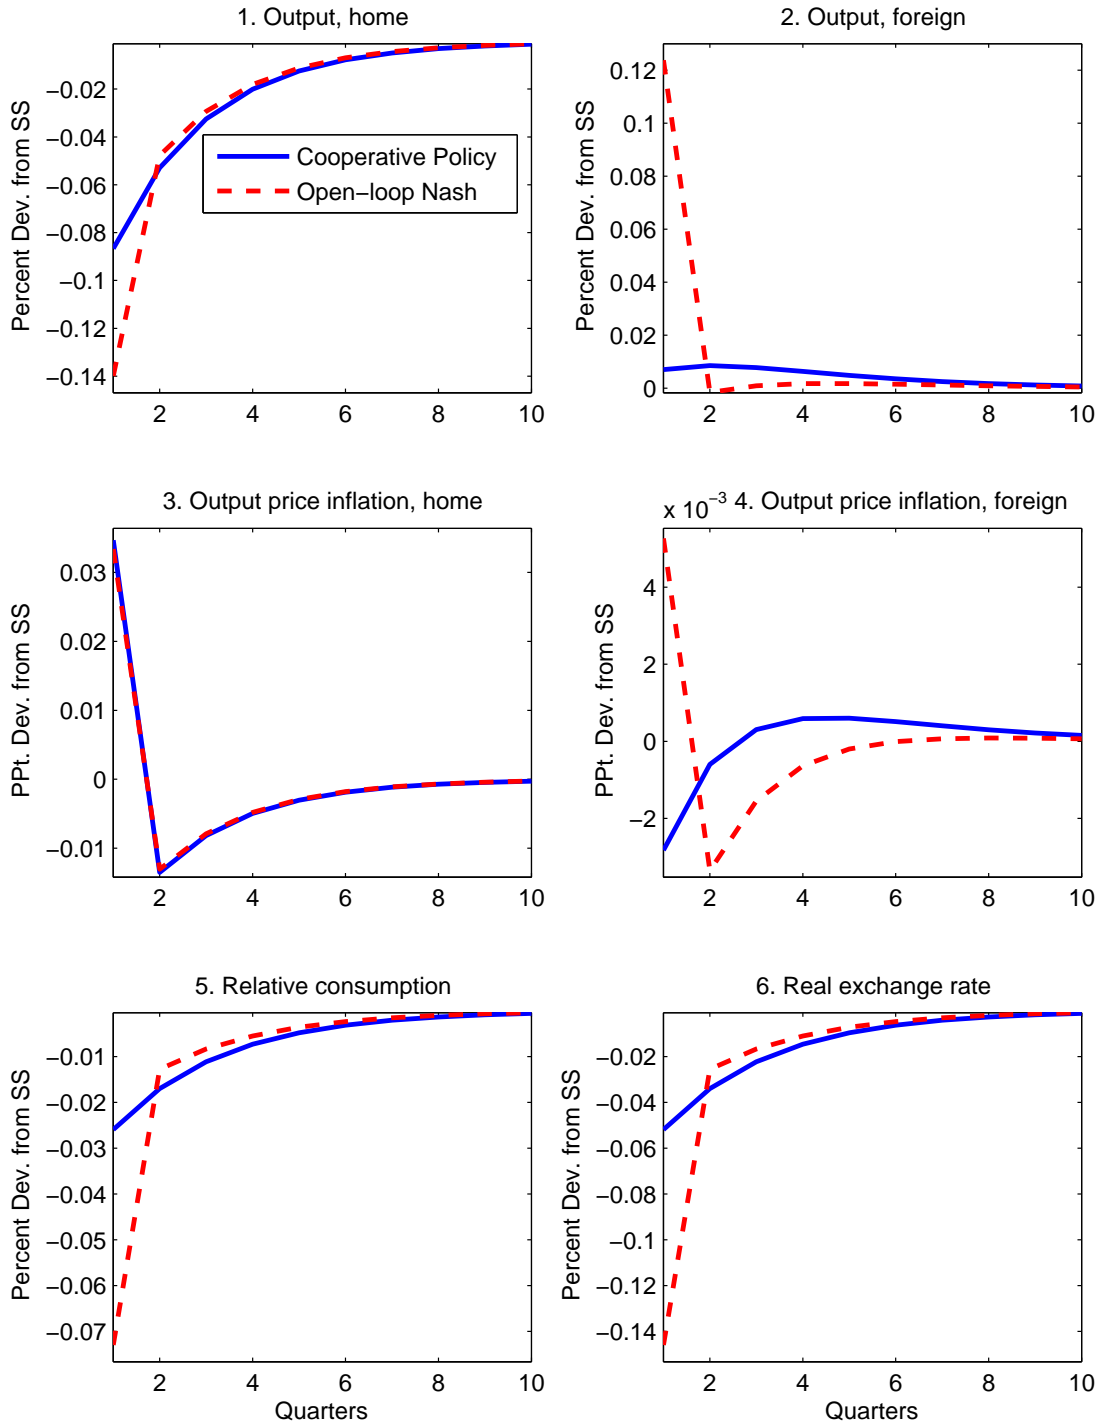 1. Output, home
Percent Dev. from SS
−0.02
−0.04
−0.06
−0.08
−0.1
−0.12
−0.14
2 4 6 8 10
Cooperative Policy
Open−loop Nash
2. Output, foreign
Percent Dev. from SS
0.12
0.1
0.08
0.06
0.04
0.02
0
2 4 6 8 10
3. Output price inflation, home
PPt. Dev. from SS
0.03
0.02
0.01
0
−0.01
2 4 6 8 10
x 10−3 4. Output price inflation, foreign
PPt. Dev. from SS
4
2
0
−2
2 4 6 8 10
5. Relative consumption
Percent Dev. from SS
−0.01
−0.02
−0.03
−0.04
−0.05
−0.06
−0.07
2 4 6 8 10
Quarters
6. Real exchange rate
Percent Dev. from SS
−0.02
−0.04
−0.06
−0.08
−0.1
−0.12
−0.14
2 4 6 8 10
Quarters